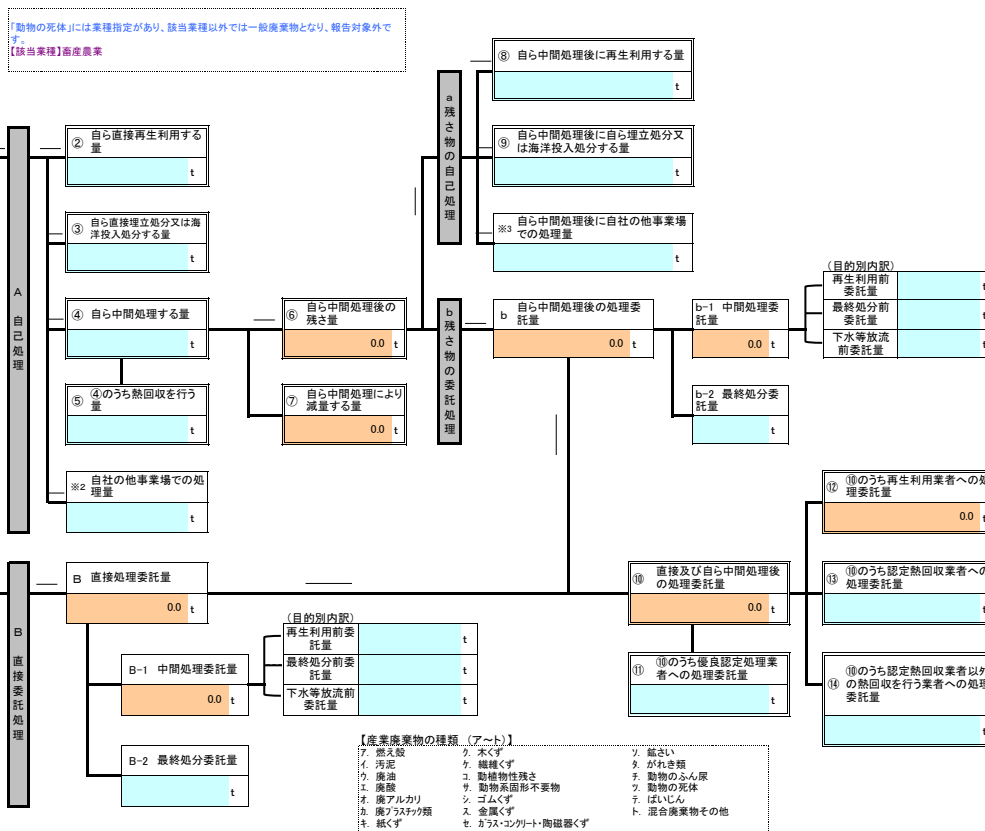 「動物の死体」には業種指定があり、該当業種以外では一般廃棄物となり、報告対象外で
す。
【該当業種】畜産農業
⑧ 自ら中間処理後に再生利用する量
t
a 残さ物の自己処理
⑨ 自ら中間処理後に自ら埋立処分又
は海洋投入処分する量
t
※3 自ら中間処理後に自社の他事業場
での処理量
t
A 自己処理
② 自ら直接再生利用する
量
t
③ 自ら直接埋立処分又は海
洋投入処分する量
t
④ 自ら中間処理する量
t
⑤ ④のうち熱回収を行う
量
t
※2 自社の他事業場での処
理量
t
⑥ 自ら中間処理後の
残さ量
0.0 t
⑦ 自ら中間処理により
減量する量
0.0 t
b 残さ物の委託処理
b 自ら中間処理後の処理委
託量
0.0 t
b-1 中間処理委
託量
0.0 t
(目的別内訳)
再生利用前
委託量
t
最終処分前
委託量
t
下水等放流
前委託量
t
b-2 最終処分委
託量
t
B 直接委託処理
B 直接処理委託量
0.0 t
B-1 中間処理委託量
0.0 t
(目的別内訳)
再生利用前委
託量
t
最終処分前委
託量
t
下水等放流前
委託量
t
B-2 最終処分委託量
t
⑩ 直接及び自ら中間処理後
の処理委託量
0.0 t
⑪ ⑩のうち優良認定処理業
者への処理委託量
t
⑫ ⑩のうち再生利用業者への処
理委託量
0.0 t
⑬ ⑩のうち認定熱回収業者への
処理委託量
t
⑭ ⑩のうち認定熱回収業者以外
の熱回収を行う業者への処理
委託量
t
【産業廃棄物の種類 (ア～ト)】
ア. 燃え殻 ク. 木くず ソ. 鉱さい
イ. 汚泥 ケ. 繊維くず タ. がれき類
ウ. 廃油 コ. 動植物性残さ チ. 動物のふん尿
エ. 廃酸 サ. 動物系固形不要物 ツ. 動物の死体
オ. 廃アルカリ シ. ゴムくず テ. ばいじん
カ. 廃プラスチック類 ス. 金属くず ト. 混合廃棄物その他
キ. 紙くず セ. ガラス・コンクリート・陶磁器くず